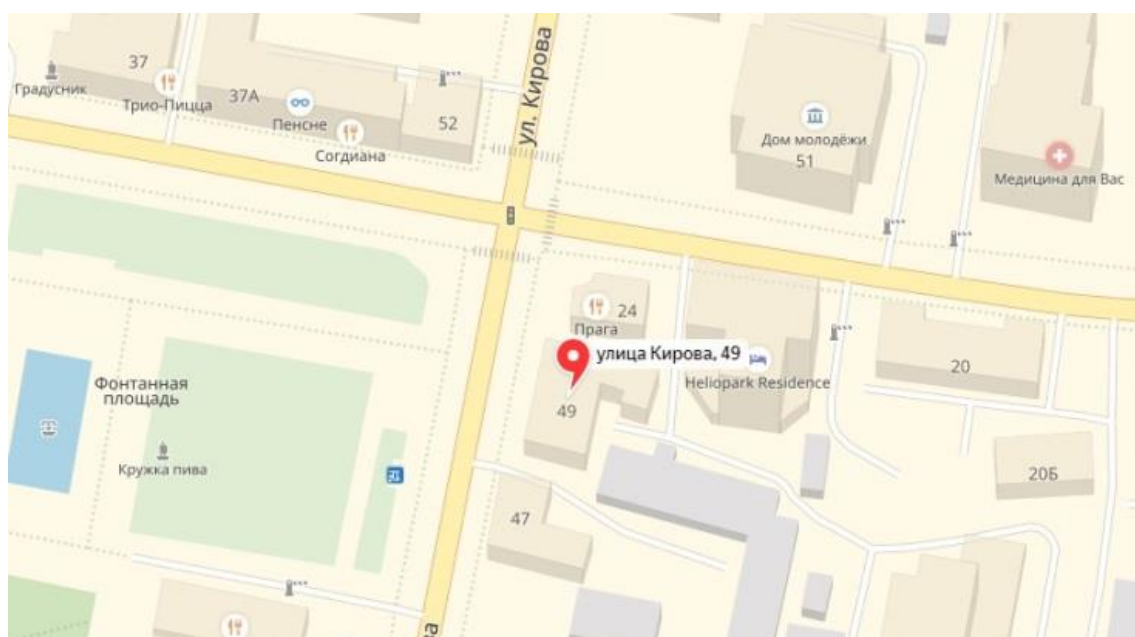 37
Градусник
Трио-Пицца
37А
Пенсне
Согдиана
52
ул. Кирова
Дом молодёжи
51
Медицина для Вас
24
Прага
улица Кирова, 49
49
Heliopark Residence
20
Фонтанная
площадь
Кружка пива
47
20Б